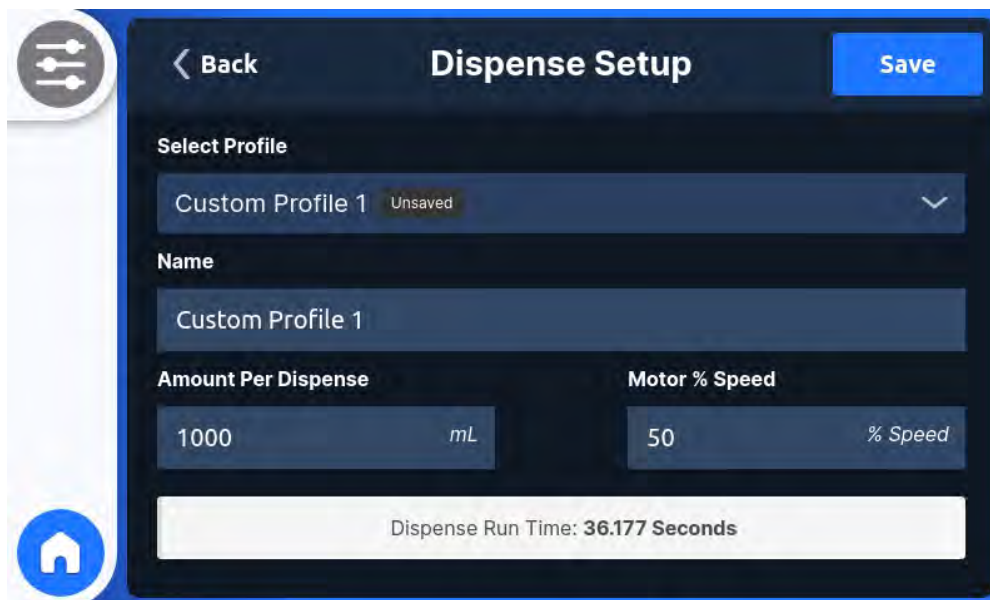 Back
Dispense Setup
Save
Select Profile
Custom Profile 1 Unsaved
Name
Custom Profile 1
Amount Per Dispense
Motor % Speed
1000 mL
50 % Speed
Dispense Run Time: 36.177 Seconds